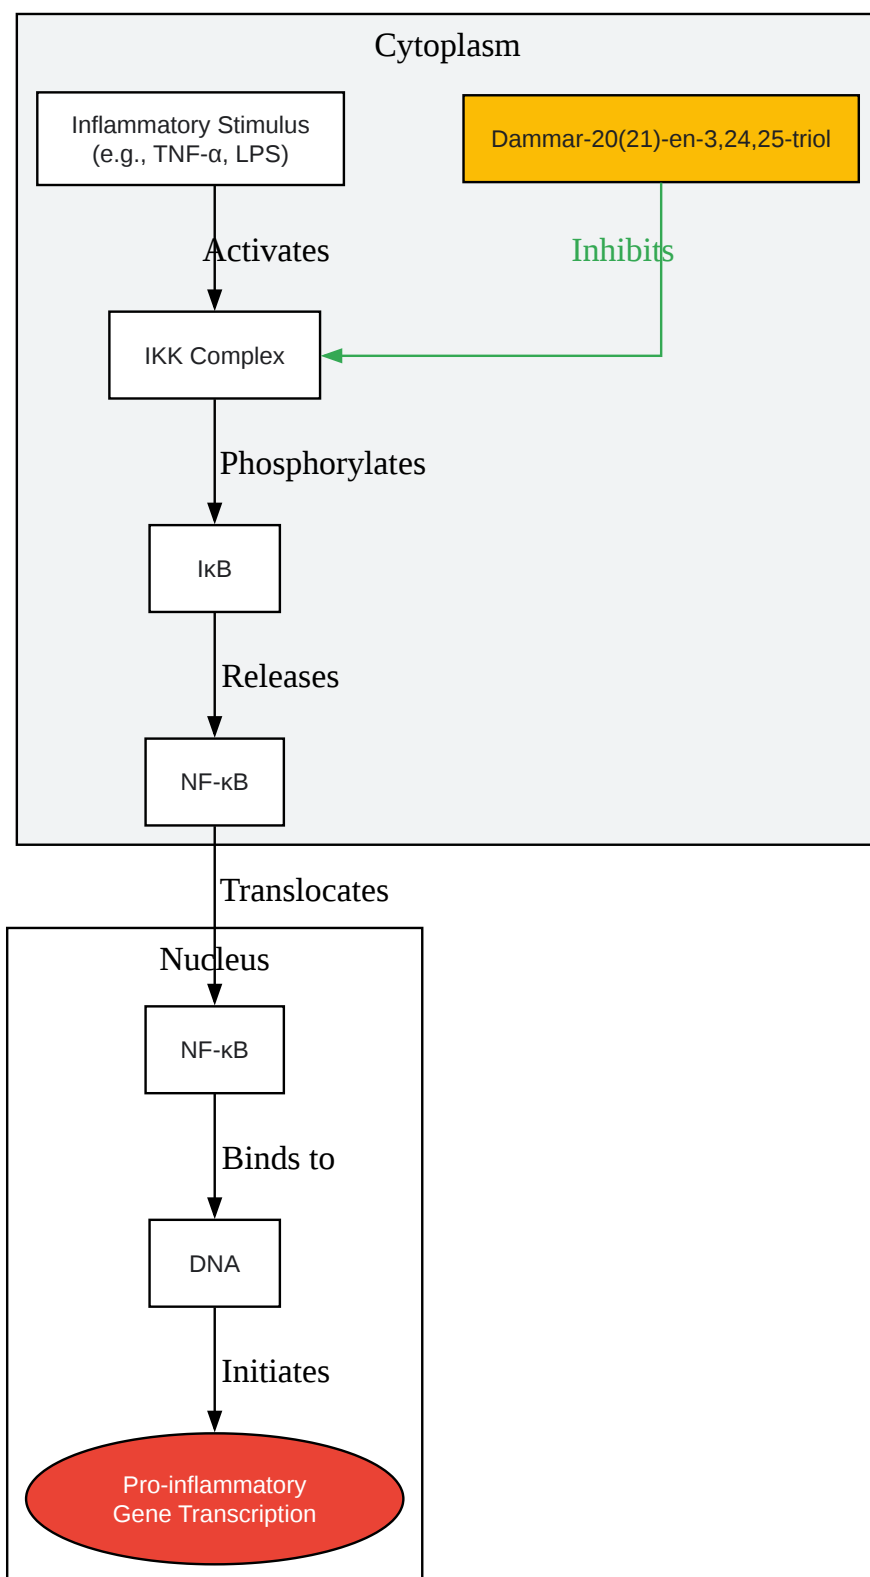 Cytoplasm
Inflammatory Stimulus
(e.g., TNF-α, LPS)
Dammar-20(21)-en-3,24,25-triol
Activates
Inhibits
IKK Complex
Phosphorylates
IκB
Releases
NF-κB
Translocates
Nucleus
NF-κB
Binds to
DNA
Initiates
Pro-inflammatory
Gene Transcription